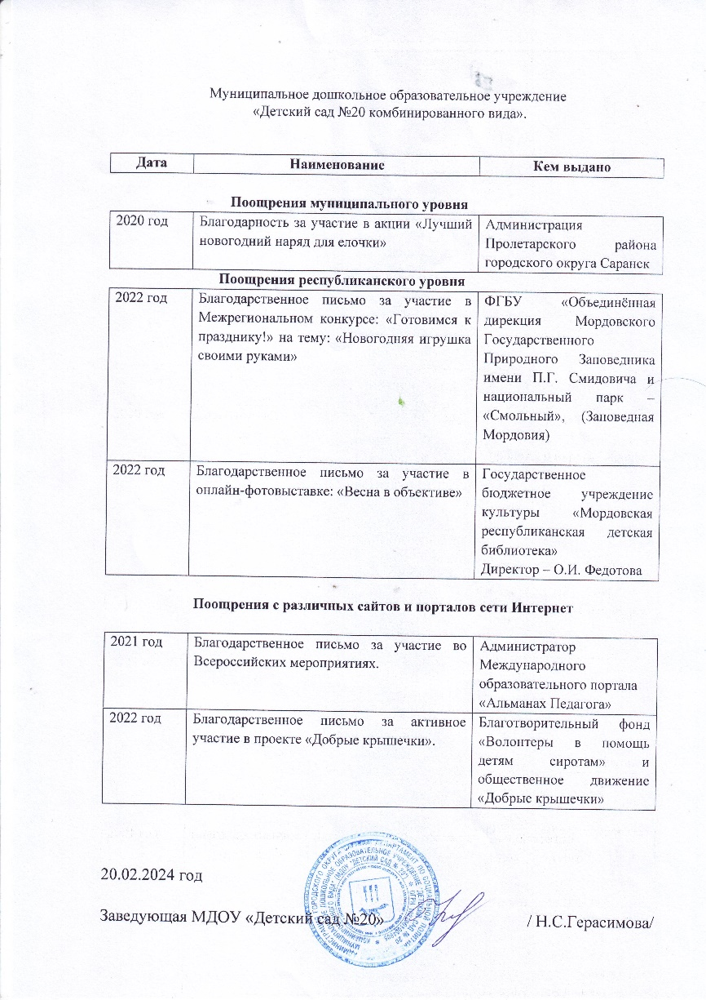 Муниципальное дошкольное образовательное учреждение
«Детский сад №20 комбинированного вида».
Дата Наименование Кем выдано
Поощрения муниципального уровня
2020 год Благодарность за участие в акции «Лучший Администрация
новогодний наряд для елочки» Пролетарского района
городского округа Саранск
Поощрения республиканского уровня
2022 год Благодарственное письмо за участие в ФГБУ «Объединённая
Межрегиональном конкурсе: «Готовимся к дирекция Мордовского
празднику!» на тему: «Новогодняя игрушка Государственного
своими руками» Природного Заповедника
имени П.Г. Смидовича и
национальный парк –
«Смольный», (Заповедная
Мордовия)
2022 год Благодарственное письмо за участие в Государственное
онлайн-фотовыставке: «Весна в объективе» бюджетное учреждение
культуры «Мордовская
республиканская детская
библиотека»
Директор – О.И. Федотова
Поощрения с различных сайтов и порталов сети Интернет
2021 год Благодарственное письмо за участие во Администратор
Всероссийских мероприятиях. Международного
образовательного портала
«Альманах Педагога»
2022 год Благодарственное письмо за активное Благотворительный фонд
участие в проекте «Добрые крышечки». «Волонтеры в помощь
детям сиротам» и
общественное движение
«Добрые крышечки»
20.02.2024 год
Заведующая МДОУ «Детский сад №20» / Н.С.Герасимова/